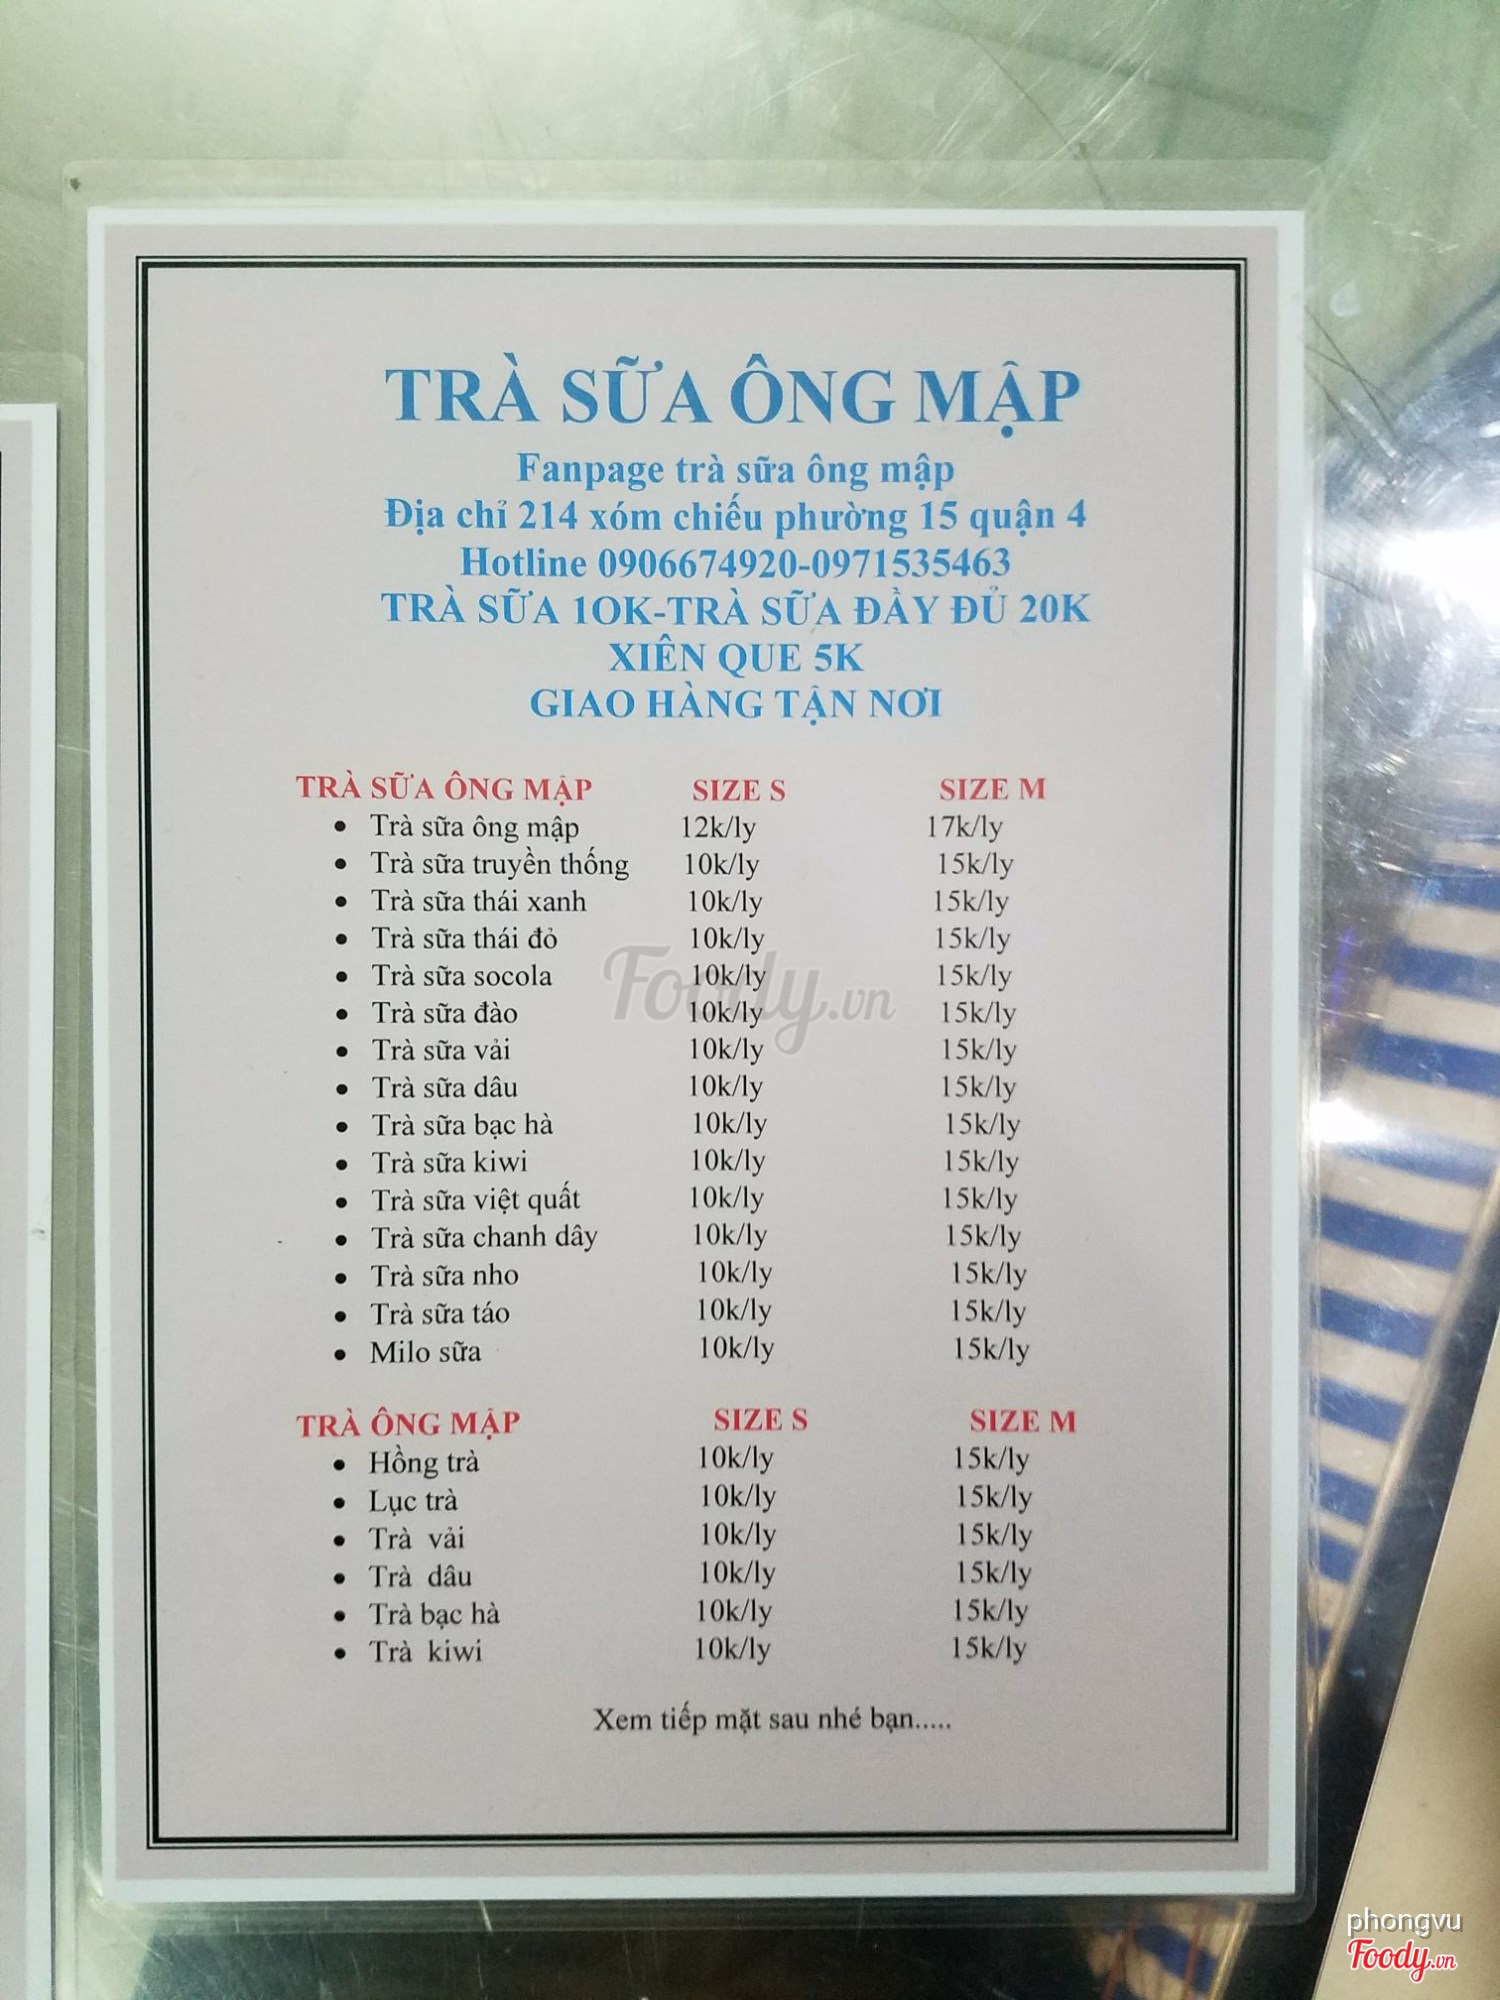 TRÀ SỮA ÔNG MẬP
Fanpage trà sữa ông mập
Địa chỉ 214 xóm chiếu phường 15 quận 4
Hotline 0906674920-0971535463
TRÀ SỮA 1OK-TRÀ SỮA ĐẦY ĐỦ 20K
XIÊN QUE 5K
GIAO HÀNG TẬN NƠI
TRÀ SỮA ÔNG MẬP SIZE S SIZE M
• Trà sữa ông mập 12k/ly 17k/ly
• Trà sữa truyền thống 10k/ly 15k/ly
• Trà sữa thái xanh 10k/ly 15k/ly
• Trà sữa thái đỏ 10k/ly 15k/ly
• Trà sữa socola 10k/ly 15k/ly
• Trà sữa đào 10k/ly 15k/ly
• Trà sữa vải 10k/ly 15k/ly
• Trà sữa dâu 10k/ly 15k/ly
• Trà sữa bạc hà 10k/ly 15k/ly
• Trà sữa kiwi 10k/ly 15k/ly
• Trà sữa việt quất 10k/ly 15k/ly
• Trà sữa chanh dây 10k/ly 15k/ly
• Trà sữa nho 10k/ly 15k/ly
• Trà sữa táo 10k/ly 15k/ly
• Milo sữa 10k/ly 15k/ly
TRÀ ÔNG MẬP SIZE S SIZE M
• Hồng trà 10k/ly 15k/ly
• Lục trà 10k/ly 15k/ly
• Trà vải 10k/ly 15k/ly
• Trà dâu 10k/ly 15k/ly
• Trà bạc hà 10k/ly 15k/ly
• Trà kiwi 10k/ly 15k/ly
Xem tiếp mặt sau nhé bạn.....
Foody.vn
phongvu
Foody.vn